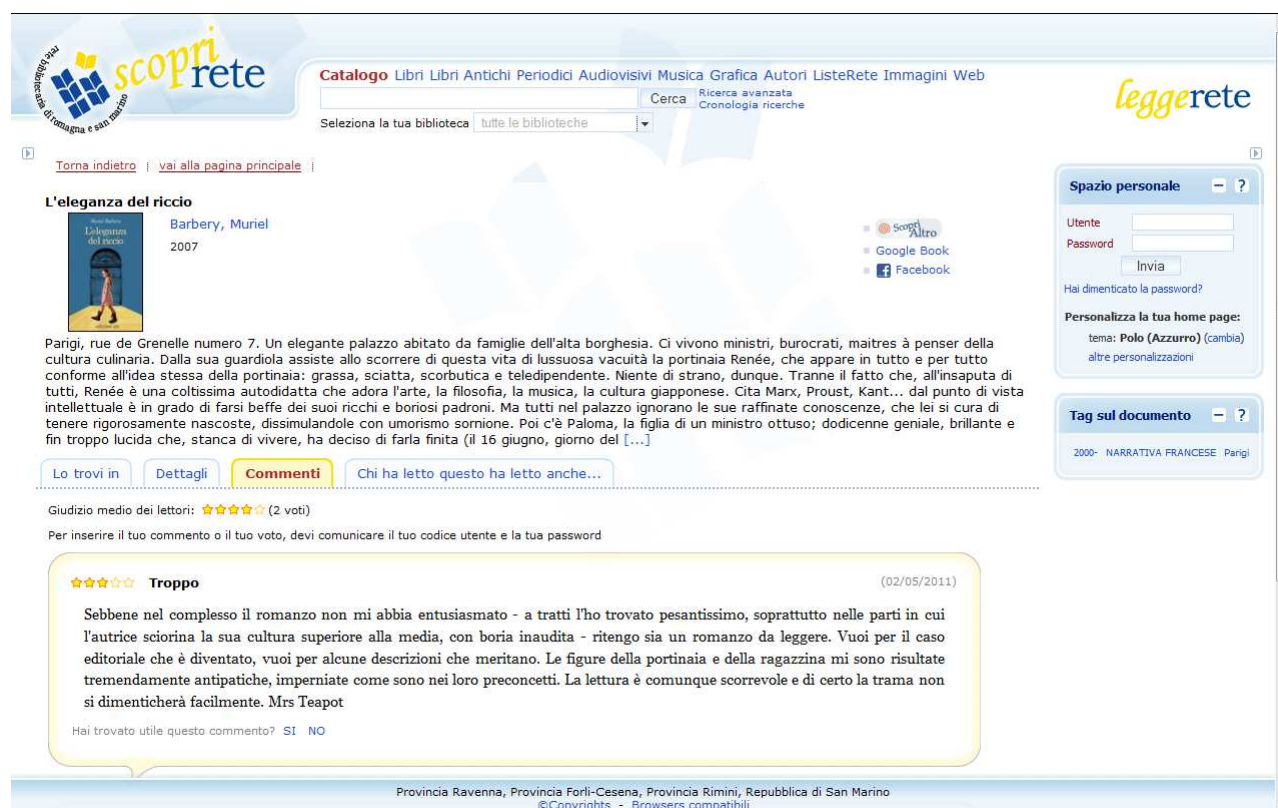 rete bibliotecaria di romagna e san marino
scoprirete
Catalogo Libri Libri Antichi Periodici Audiovisivi Musica Grafica Autori ListeRete Immagini Web
Cerca
Ricerca avanzata
Cronologia ricerche
Seleziona la tua biblioteca tutte le biblioteche
leggerete
Torna indietro | vai alla pagina principale |
L'eleganza del riccio
Muriel Barbery
L'eleganza
del riccio
Barbery, Muriel
2007
Scopri
Altro
Google Book
Facebook
Parigi, rue de Grenelle numero 7. Un elegante palazzo abitato da famiglie dell'alta borghesia. Ci vivono ministri, burocrati, maitres à penser della
cultura culinaria. Dalla sua guardiola assiste allo scorrere di questa vita di lussuosa vacuità la portinaia Renée, che appare in tutto e per tutto
conforme all'idea stessa della portinaia: grassa, sciatta, scorbutica e teledipendente. Niente di strano, dunque. Tranne il fatto che, all'insaputa di
tutti, Renée è una coltissima autodidatta che adora l'arte, la filosofia, la musica, la cultura giapponese. Cita Marx, Proust, Kant... dal punto di vista
intellettuale è in grado di farsi beffe dei suoi ricchi e boriosi padroni. Ma tutti nel palazzo ignorano le sue raffinate conoscenze, che lei si cura di
tenere rigorosamente nascoste, dissimulandole con umorismo sornione. Poi c'è Paloma, la figlia di un ministro ottuso; dodicenne geniale, brillante e
fin troppo lucida che, stanca di vivere, ha deciso di farla finita (il 16 giugno, giorno del [...]
Lo trovi in Dettagli Commenti Chi ha letto questo ha letto anche...
Giudizio medio dei lettori: (2 voti)
Per inserire il tuo commento o il tuo voto, devi comunicare il tuo codice utente e la tua password
Troppo (02/05/2011)
Sebbene nel complesso il romanzo non mi abbia entusiasmato - a tratti l'ho trovato pesantissimo, soprattutto nelle parti in cui
l'autrice sciorina la sua cultura superiore alla media, con boria inaudita - ritengo sia un romanzo da leggere. Vuoi per il caso
editoriale che è diventato, vuoi per alcune descrizioni che meritano. Le figure della portinaia e della ragazzina mi sono risultate
tremendamente antipatiche, imperniate come sono nei loro preconcetti. La lettura è comunque scorrevole e di certo la trama non
si dimenticherà facilmente. Mrs Teapot
Hai trovato utile questo commento? SI NO
Spazio personale – ?
Utente
Password
Invia
Hai dimenticato la password?
Personalizza la tua home page:
tema: Polo (Azzurro) (cambia)
altre personalizzazioni
Tag sul documento – ?
2000- NARRATIVA FRANCESE Parigi
Provincia Ravenna, Provincia Forlì-Cesena, Provincia Rimini, Repubblica di San Marino
©Copyrights - Browsers compatibili